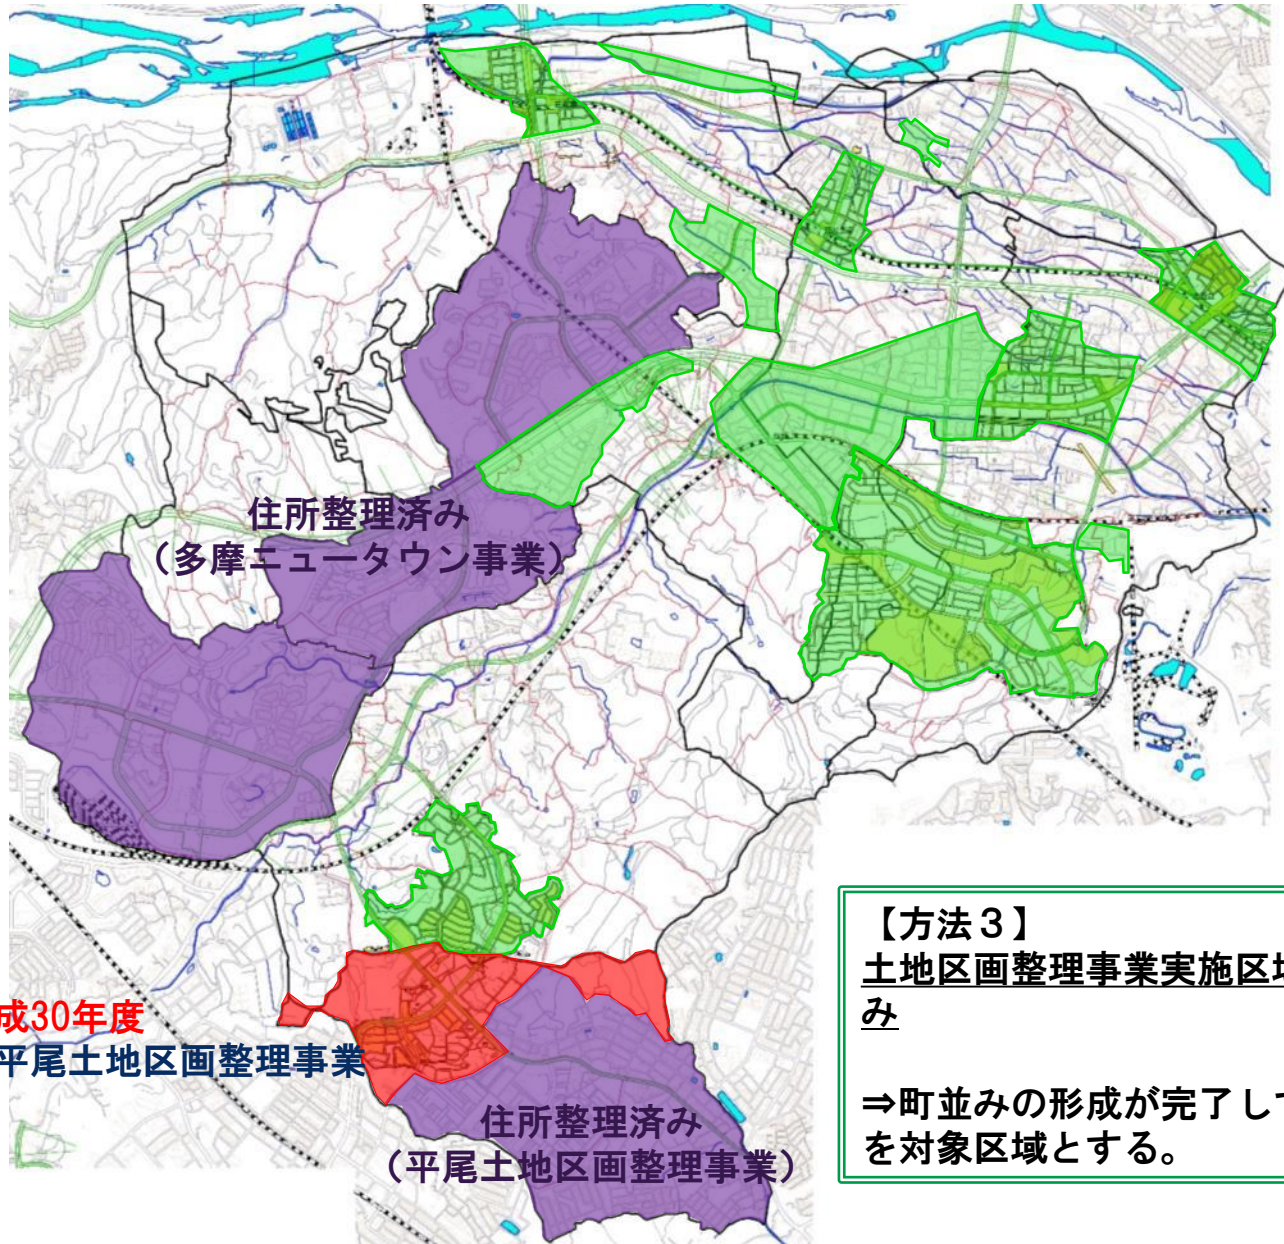 住所整理済み
（多摩ニュータウン事業）
成30年度
平尾土地区画整理事業
住所整理済み
（平尾土地区画整理事業）
【方法３】
土地区画整理事業実施区
み
⇒町並みの形成が完了して
を対象区域とする。